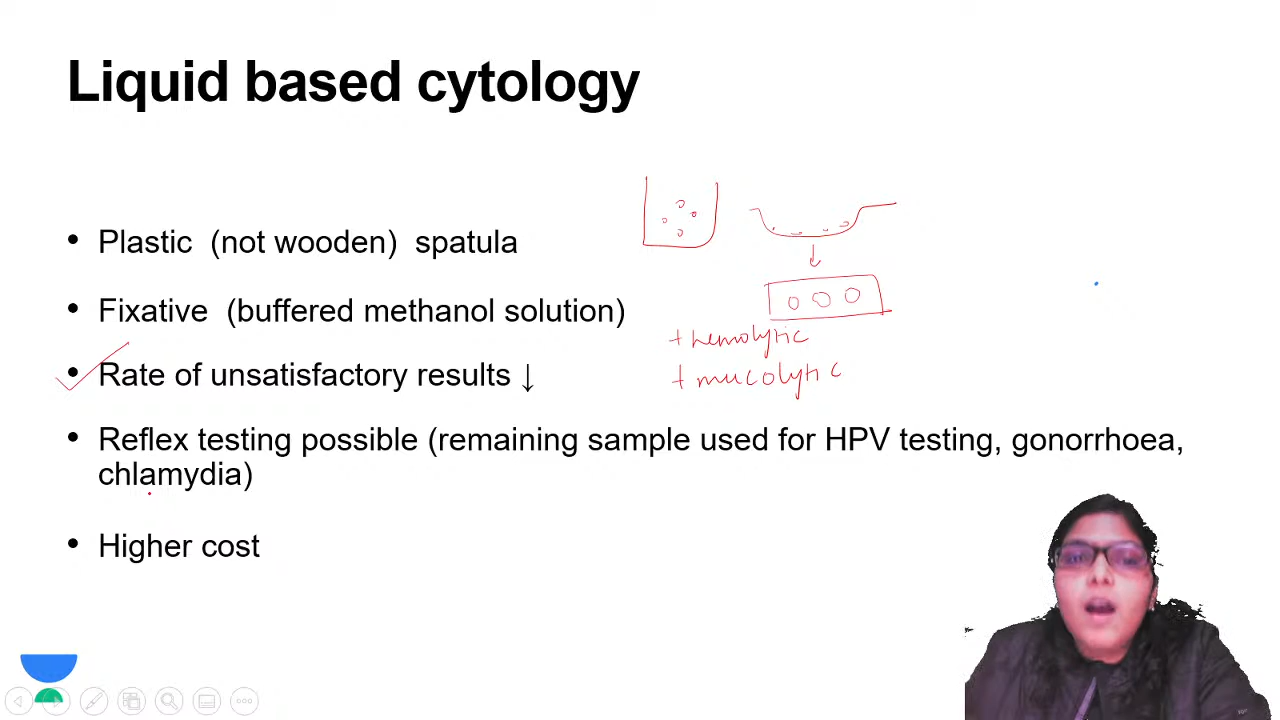 Liquid based cytology
• Plastic (not wooden) spatula
• Fixative (buffered methanol solution)
+ hemolytic
• Rate of unsatisfactory results ↓
+ mucolytic
• Reflex testing possible (remaining sample used for HPV testing, gonorrhoea,
chlamydia)
• Higher cost